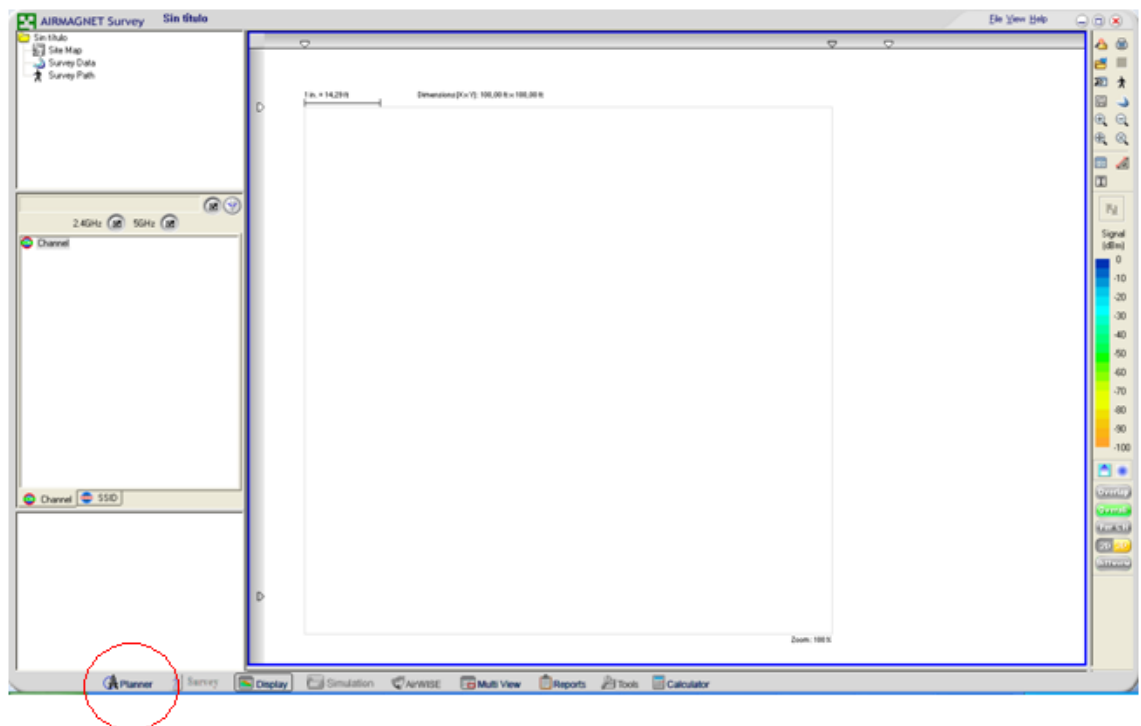 AIRMAGNET Survey Sin título File View Help
Sin título
Site Map
Survey Data
Survey Path
1 in. = 14,29 ft Dimensions [X x Y]: 100,00 ft x 100,00 ft
2.4GHz 5GHz
Channel
Channel SSID
Signal
(dBm)
0
-10
-20
-30
-40
-50
-60
-70
-80
-90
-100
Overlap
Overall
Per CH
2D
Zoom: 100 %
Planner Survey Display Simulation AirWISE Multi View Reports Tools Calculator